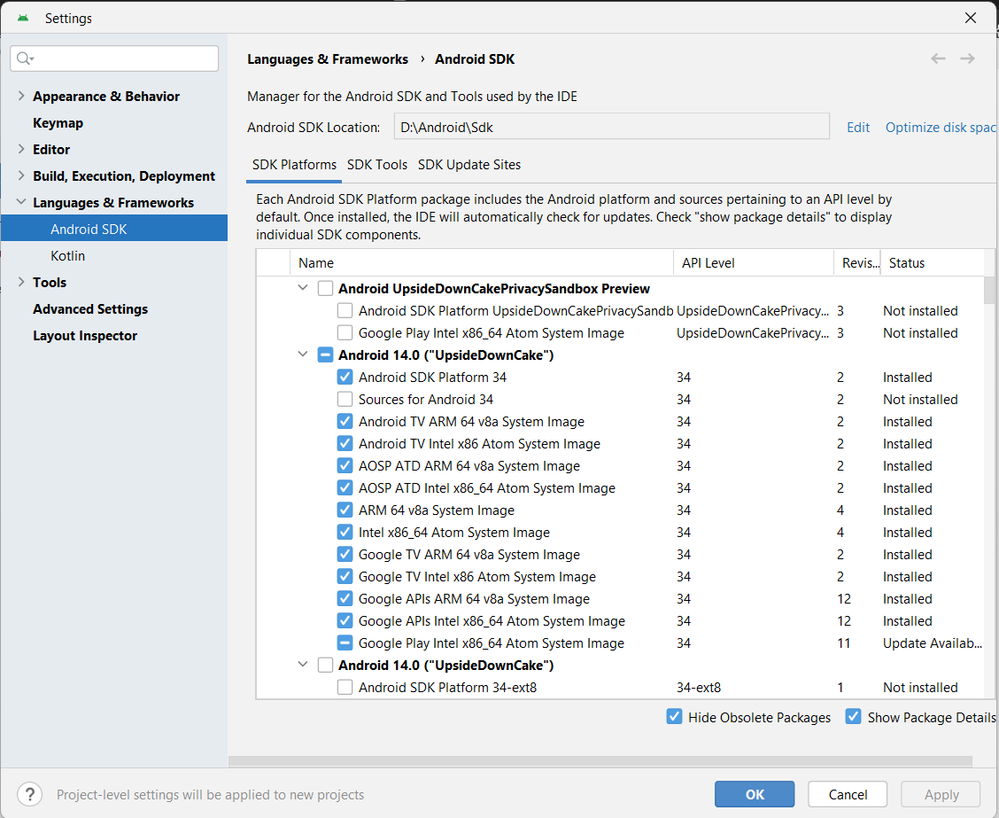 Settings
Languages & Frameworks › Android SDK
Appearance & Behavior
Keymap
Editor
Build, Execution, Deployment
Languages & Frameworks
Android SDK
Kotlin
Tools
Advanced Settings
Layout Inspector
Manager for the Android SDK and Tools used by the IDE
Android SDK Location: D:\Android\Sdk Edit Optimize disk spac
SDK Platforms SDK Tools SDK Update Sites
Each Android SDK Platform package includes the Android platform and sources pertaining to an API level by
default. Once installed, the IDE will automatically check for updates. Check "show package details" to display
individual SDK components.
Name API Level Revis... Status
Android UpsideDownCakePrivacySandbox Preview
Android SDK Platform UpsideDownCakePrivacySandb UpsideDownCakePrivacy... 3 Not installed
Google Play Intel x86_64 Atom System Image UpsideDownCakePrivacy... 3 Not installed
Android 14.0 ("UpsideDownCake")
Android SDK Platform 34 34 2 Installed
Sources for Android 34 34 2 Not installed
Android TV ARM 64 v8a System Image 34 2 Installed
Android TV Intel x86 Atom System Image 34 2 Installed
AOSP ATD ARM 64 v8a System Image 34 2 Installed
AOSP ATD Intel x86_64 Atom System Image 34 2 Installed
ARM 64 v8a System Image 34 4 Installed
Intel x86_64 Atom System Image 34 4 Installed
Google TV ARM 64 v8a System Image 34 2 Installed
Google TV Intel x86 Atom System Image 34 2 Installed
Google APIs ARM 64 v8a System Image 34 12 Installed
Google APIs Intel x86_64 Atom System Image 34 12 Installed
Google Play Intel x86_64 Atom System Image 34 11 Update Availab...
Android 14.0 ("UpsideDownCake")
Android SDK Platform 34-ext8 34-ext8 1 Not installed
Hide Obsolete Packages Show Package Details
? Project-level settings will be applied to new projects OK Cancel Apply